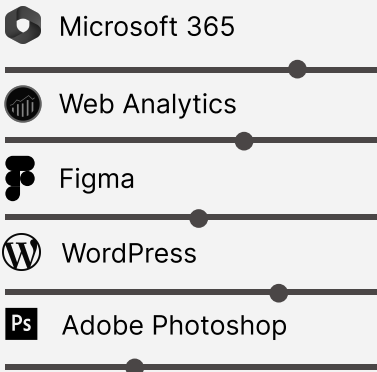 Microsoft 365
Web Analytics
Figma
WordPress
Ps Adobe Photoshop